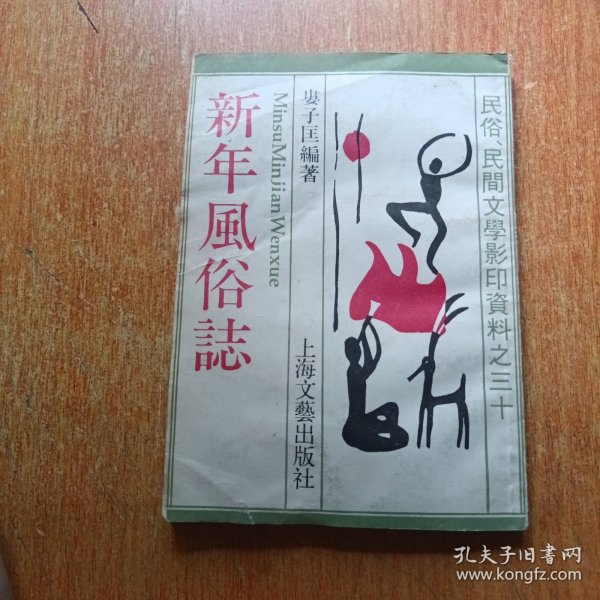 民俗、民間文學影印資料之三十
婁子匡編著
上海文藝出版社
MinsuMinJianWenxue
新年風俗誌
孔夫子旧书网
www.kongfz.com